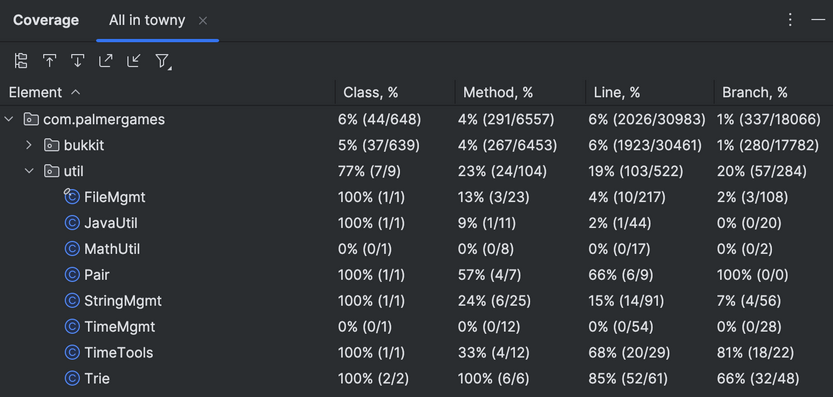 Coverage All in towny
Element Class, % Method, % Line, % Branch, %
com.palmergames 6% (44/648) 4% (291/6557) 6% (2026/30983) 1% (337/18066)
bukkit 5% (37/639) 4% (267/6453) 6% (1923/30461) 1% (280/17782)
util 77% (7/9) 23% (24/104) 19% (103/522) 20% (57/284)
FileMgmt 100% (1/1) 13% (3/23) 4% (10/217) 2% (3/108)
JavaUtil 100% (1/1) 9% (1/11) 2% (1/44) 0% (0/20)
MathUtil 0% (0/1) 0% (0/8) 0% (0/17) 0% (0/2)
Pair 100% (1/1) 57% (4/7) 66% (6/9) 100% (0/0)
StringMgmt 100% (1/1) 24% (6/25) 15% (14/91) 7% (4/56)
TimeMgmt 0% (0/1) 0% (0/12) 0% (0/54) 0% (0/28)
TimeTools 100% (1/1) 33% (4/12) 68% (20/29) 81% (18/22)
Trie 100% (2/2) 100% (6/6) 85% (52/61) 66% (32/48)